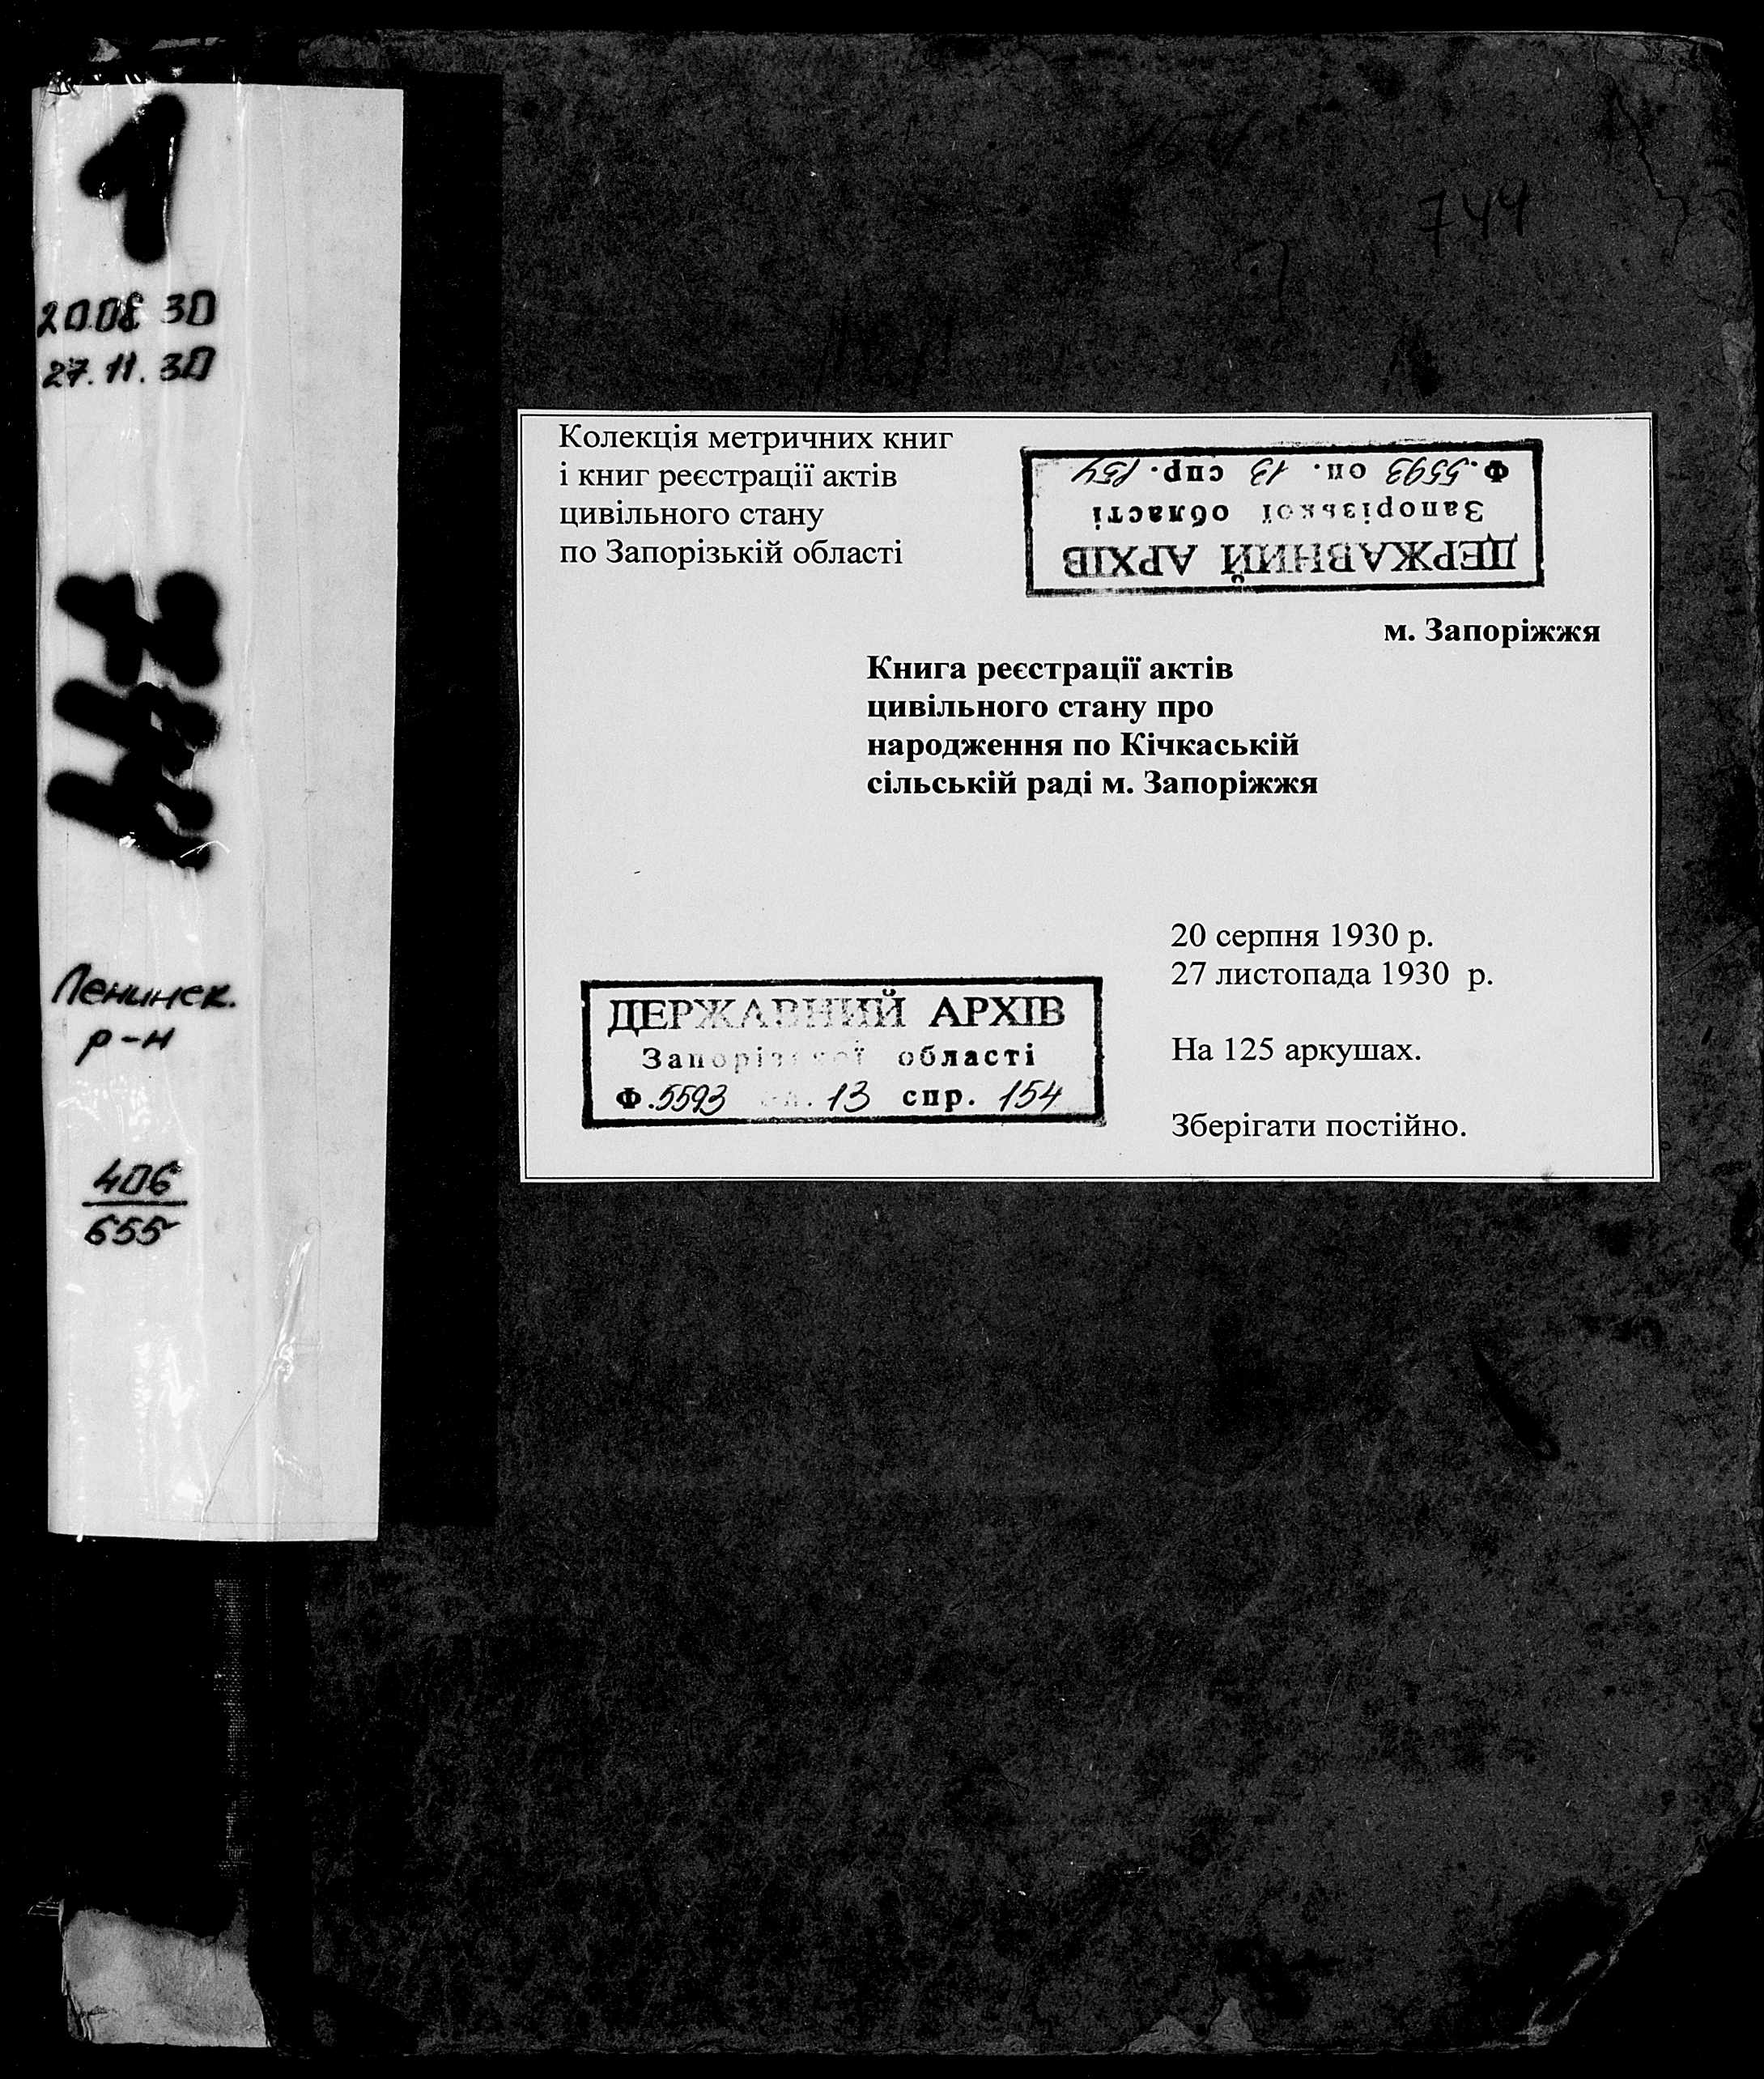 1
20.08.30
27.11.30
Ленинск.
р-н
406
655
744
Колекція метричних книг
і книг реєстрації актів
цивільного стану
по Запорізькій області
ДЕРЖАВНИЙ АРХІВ
Запорізької області
Ф. 5593 оп. 13 спр. 154
м. Запоріжжя
Книга реєстрації актів
цивільного стану про
народження по Кічкаській
сільській раді м. Запоріжжя
20 серпня 1930 р.
27 листопада 1930 р.
На 125 аркушах.
Зберігати постійно.
ДЕРЖАВНИЙ АРХІВ
Запорізької області
Ф. 5593 оп. 13 спр. 154